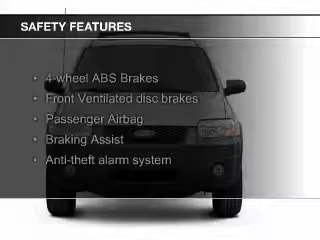 SAFETY FEATURES
• 4-wheel ABS Brakes
• Front Ventilated disc brakes
• Passenger Airbag
• Braking Assist
• Anti-theft alarm system